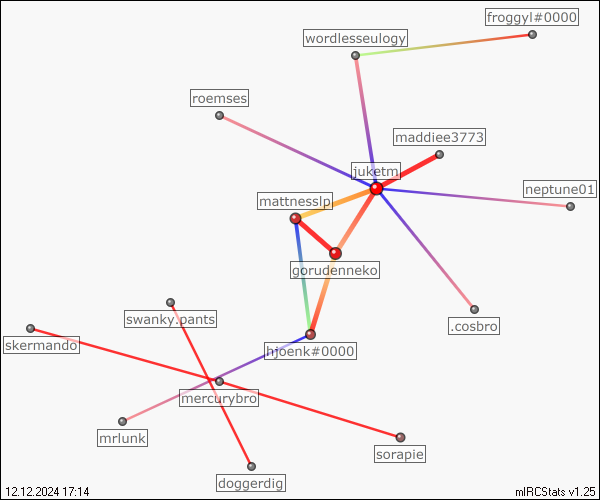 froggyl#0000
wordlesseulogy
roemses
maddiee3773
juketm
neptune01
mattnesslp
gorudenneko
swanky.pants
.cosbro
skermando
hjoenk#0000
mercurybro
mrlunk
sorapie
doggerdig
12.12.2024 17:14
mIRCStats v1.25